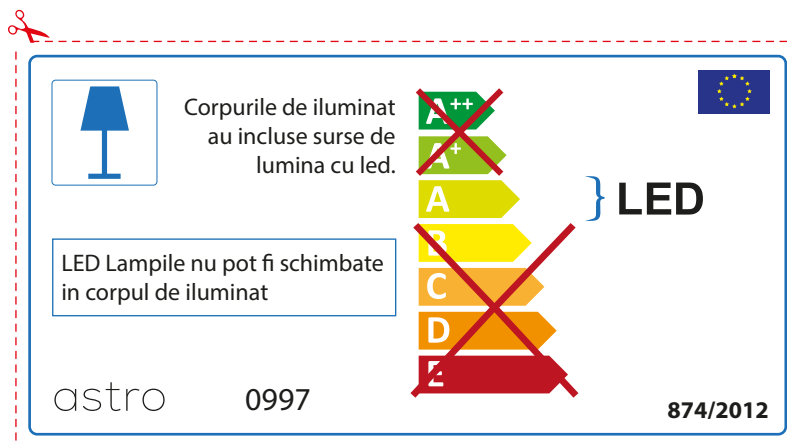 Corpurile de iluminat
au incluse surse de
lumina cu led.
LED Lampile nu pot fi schimbate
in corpul de iluminat
A++
A+
A
B
C
D
E
LED
astro
0997
874/2012